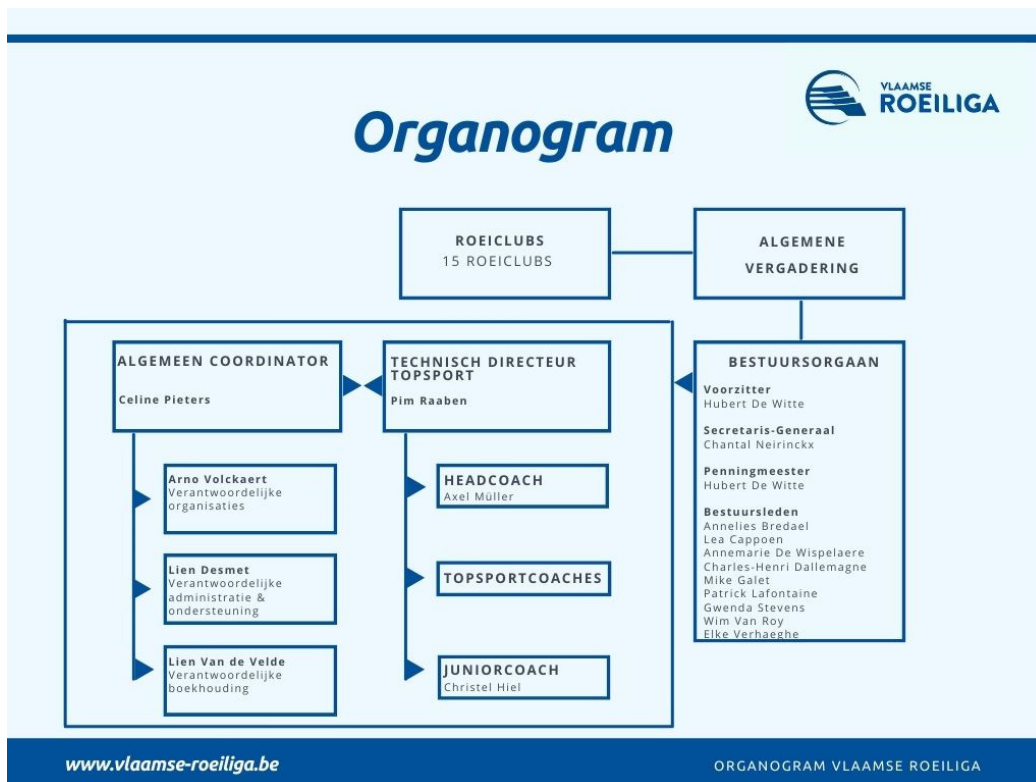 VLAAMSE
ROEILIGA
Organogram
ROEICLUBS
15 ROEICLUBS
ALGEMENE
VERGADERING
ALGEMEEN COORDINATOR
Celine Pieters
Arno Volckaert
Verantwoordelijke
organisaties
Lien Desmet
Verantwoordelijke
administratie &
ondersteuning
Lien Van de Velde
Verantwoordelijke
boekhouding
TECHNISCH DIRECTEUR
TOPSPORT
Pim Raaben
HEADCOACH
Axel Müller
TOPSPORTCOACHES
JUNIORCOACH
Christel Hiel
BESTUURSORGAAN
Voorzitter
Hubert De Witte
Secretaris-Generaal
Chantal Neirinckx
Penningmeester
Hubert De Witte
Bestuursleden
Annelies Bredael
Lea Cappoen
Annemarie De Wispelaere
Charles-Henri Dallemagne
Mike Galet
Patrick Lafontaine
Gwenda Stevens
Wim Van Roy
Elke Verhaeghe
www.vlaamse-roeiliga.be
ORGANOGRAM VLAAMSE ROEILIGA